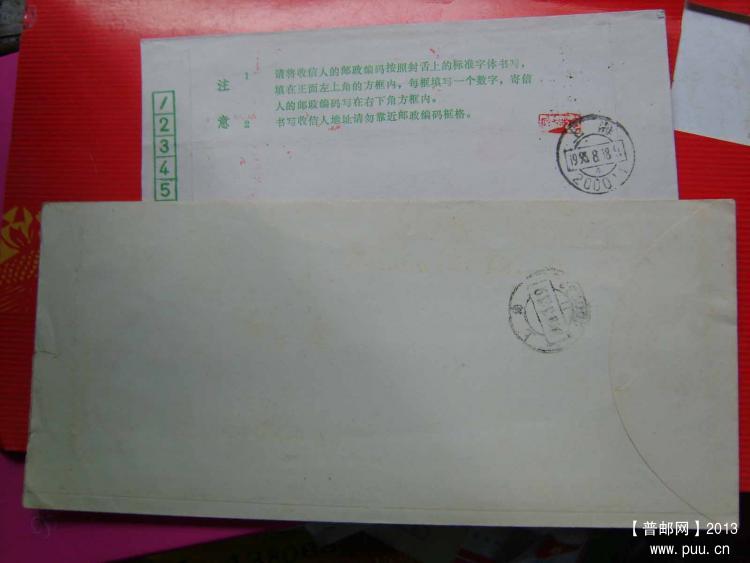 注
意
1 请将收信人的邮政编码按照封舌上的标准字体书写，
填在正面左上角的方框内，每框填写一个数字，寄信
人的邮政编码写在右下角方框内。
2 书写收信人地址请勿靠近邮政编码框格。
1
2
3
4
5
上海
上海
【普邮网】2013
www.puu.cn